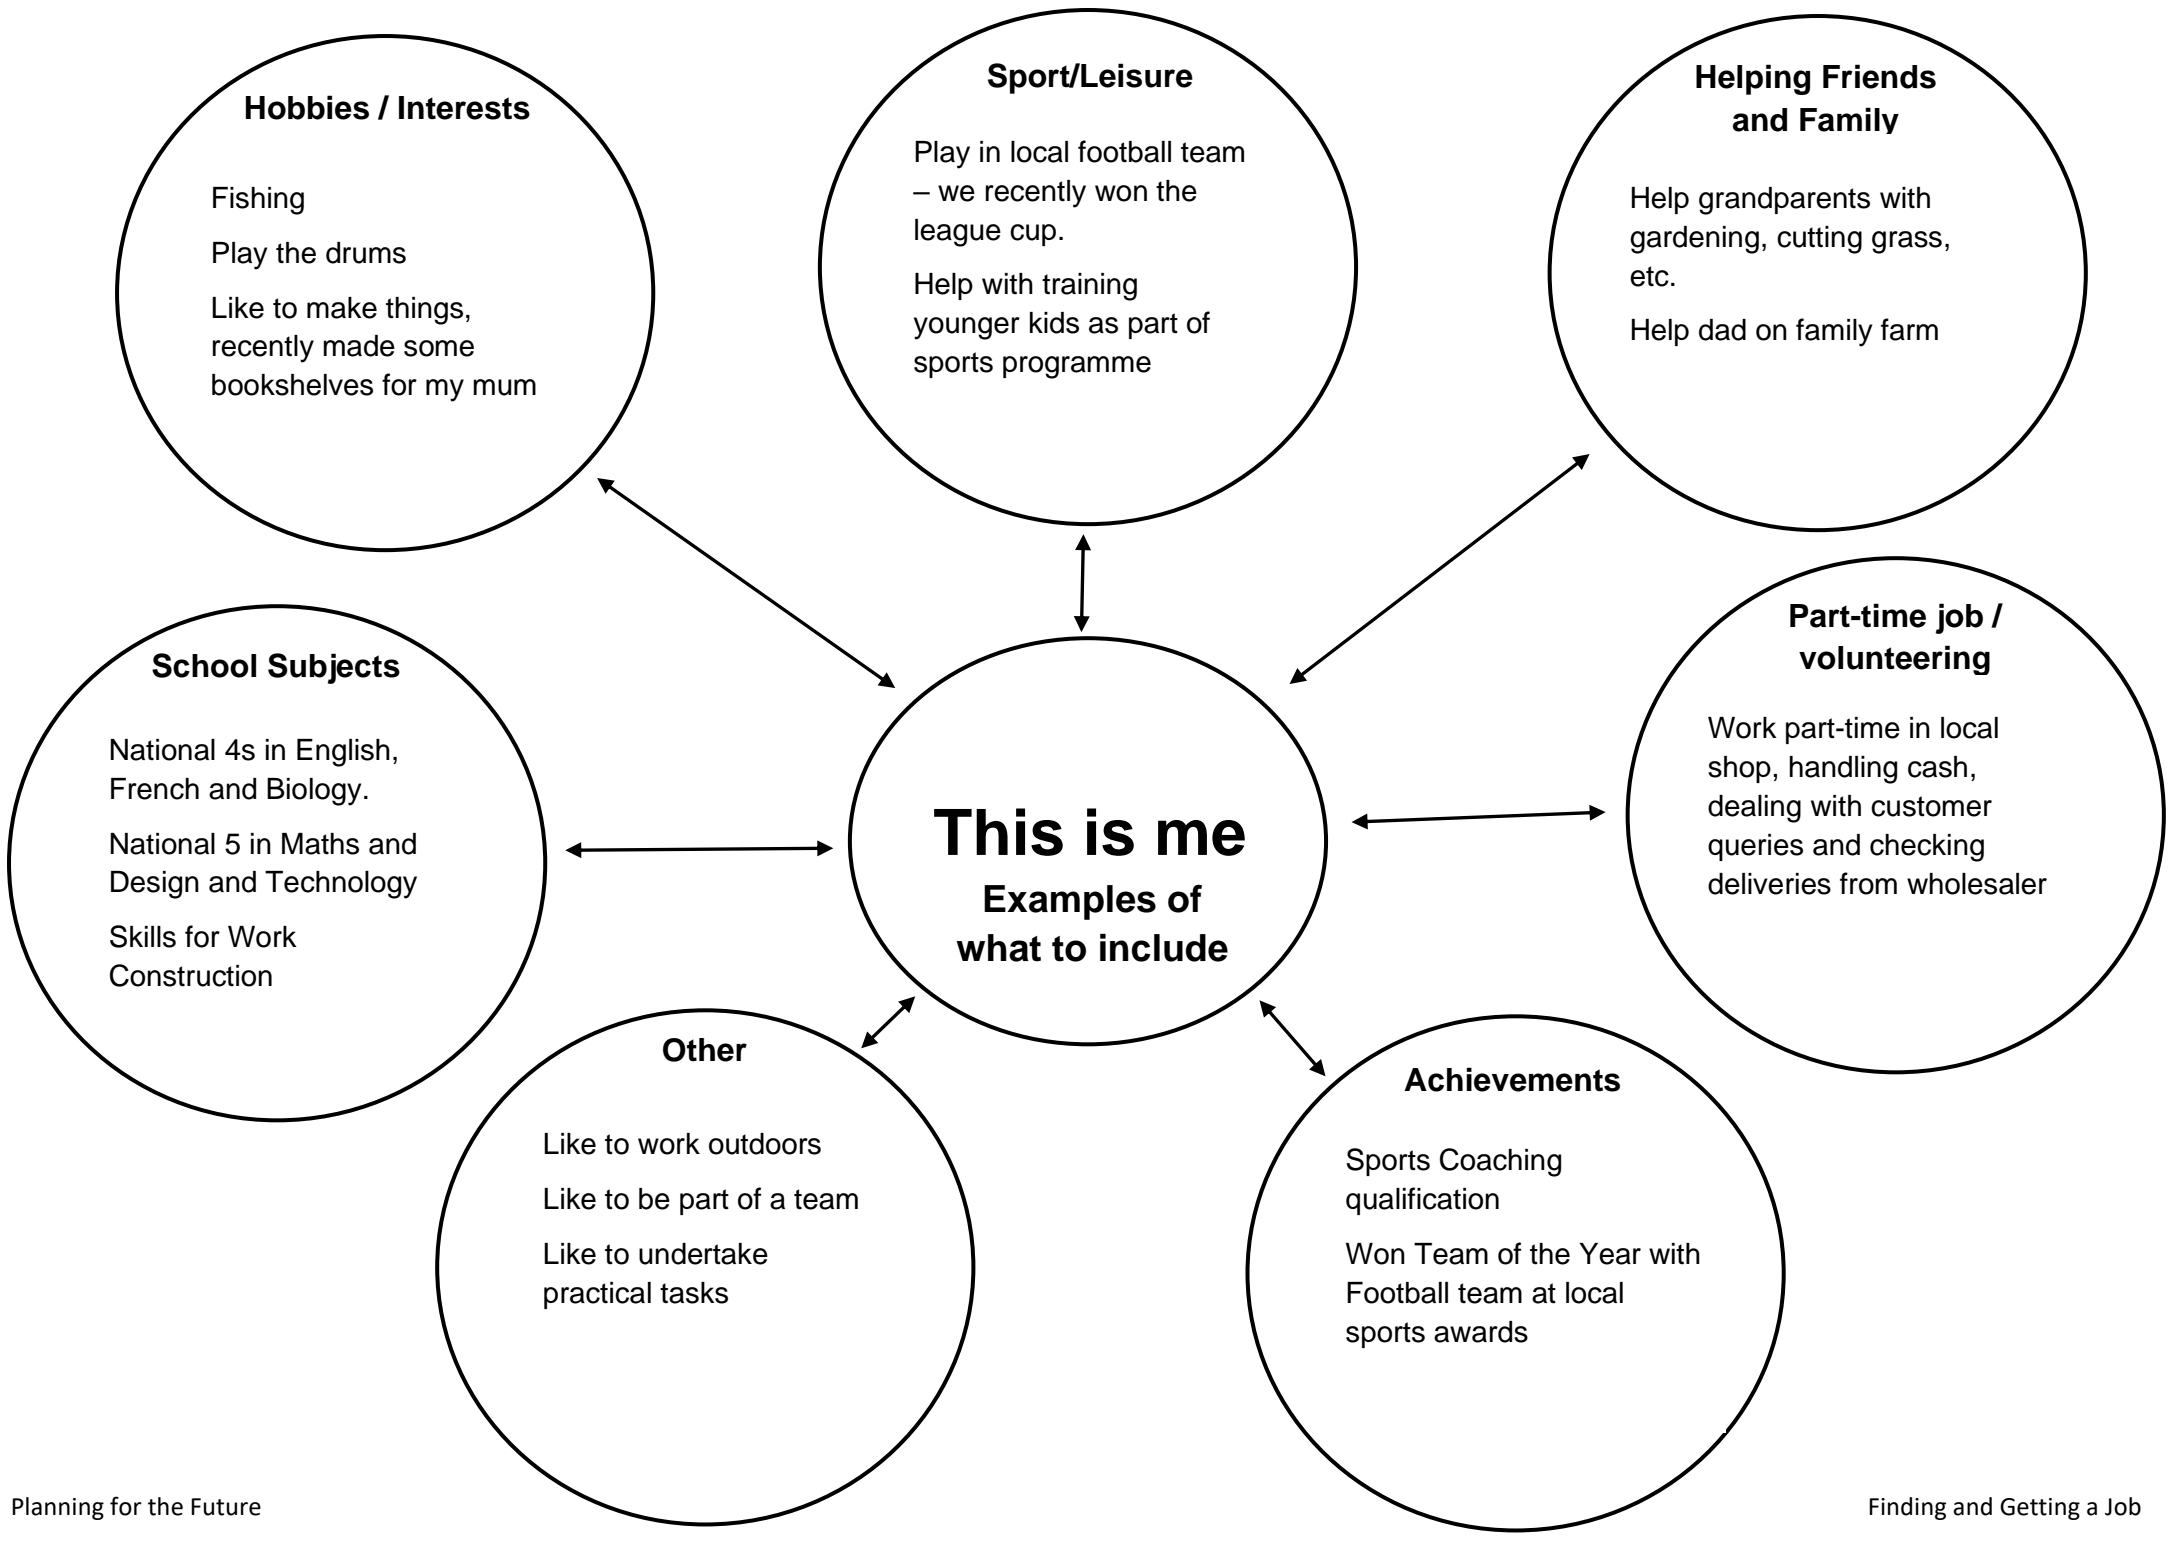 Hobbies / Interests
Fishing
Play the drums
Like to make things,
recently made some
bookshelves for my mum
Sport/Leisure
Play in local football team
– we recently won the
league cup.
Help with training
younger kids as part of
sports programme
Helping Friends
and Family
Help grandparents with
gardening, cutting grass,
etc.
Help dad on family farm
School Subjects
National 4s in English,
French and Biology.
National 5 in Maths and
Design and Technology
Skills for Work
Construction
This is me
Examples of
what to include
Part-time job /
volunteering
Work part-time in local
shop, handling cash,
dealing with customer
queries and checking
deliveries from wholesaler
Other
Like to work outdoors
Like to be part of a team
Like to undertake
practical tasks
Achievements
Sports Coaching
qualification
Won Team of the Year with
Football team at local
sports awards
Planning for the Future
Finding and Getting a Job